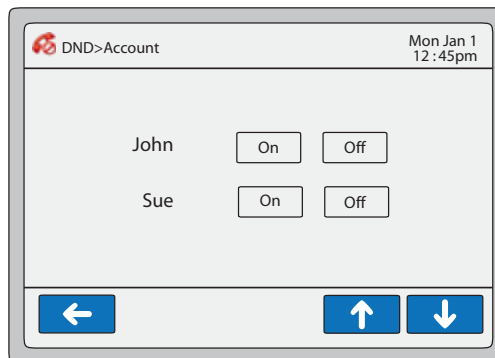 DND>Account
Mon Jan 1
12:45pm
John On Off
Sue On Off